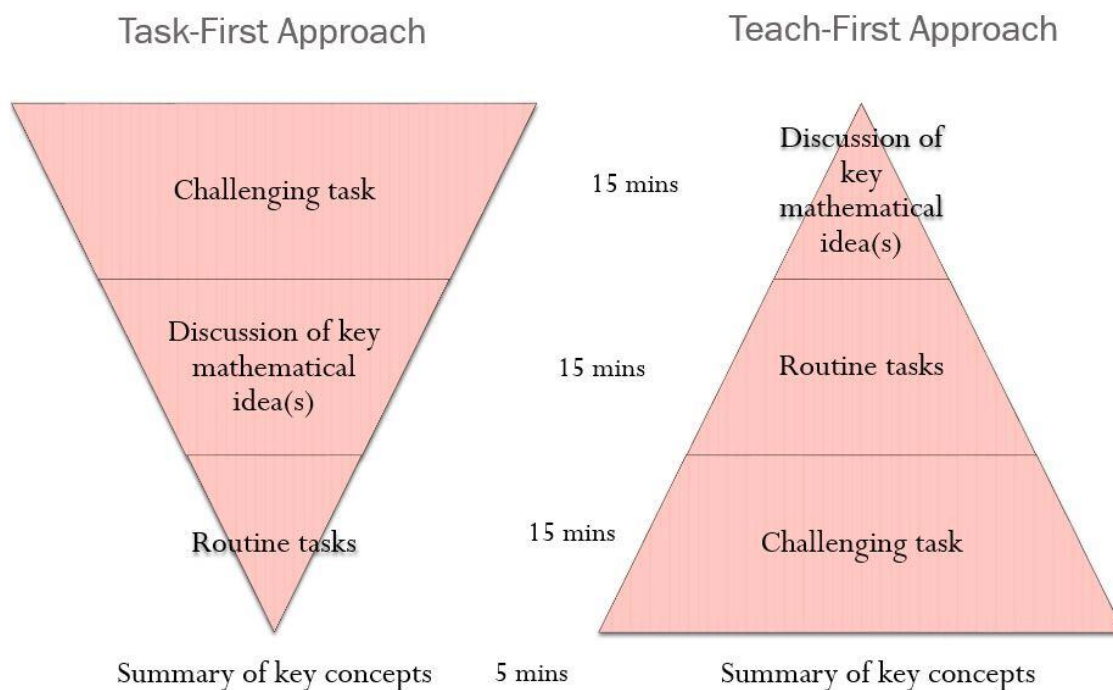 Task-First Approach
Teach-First Approach
Challenging task
15 mins
Discussion of
key
mathematical
idea(s)
Discussion of key
mathematical
idea(s)
15 mins
Routine tasks
Routine tasks
15 mins
Challenging task
Summary of key concepts
5 mins
Summary of key concepts